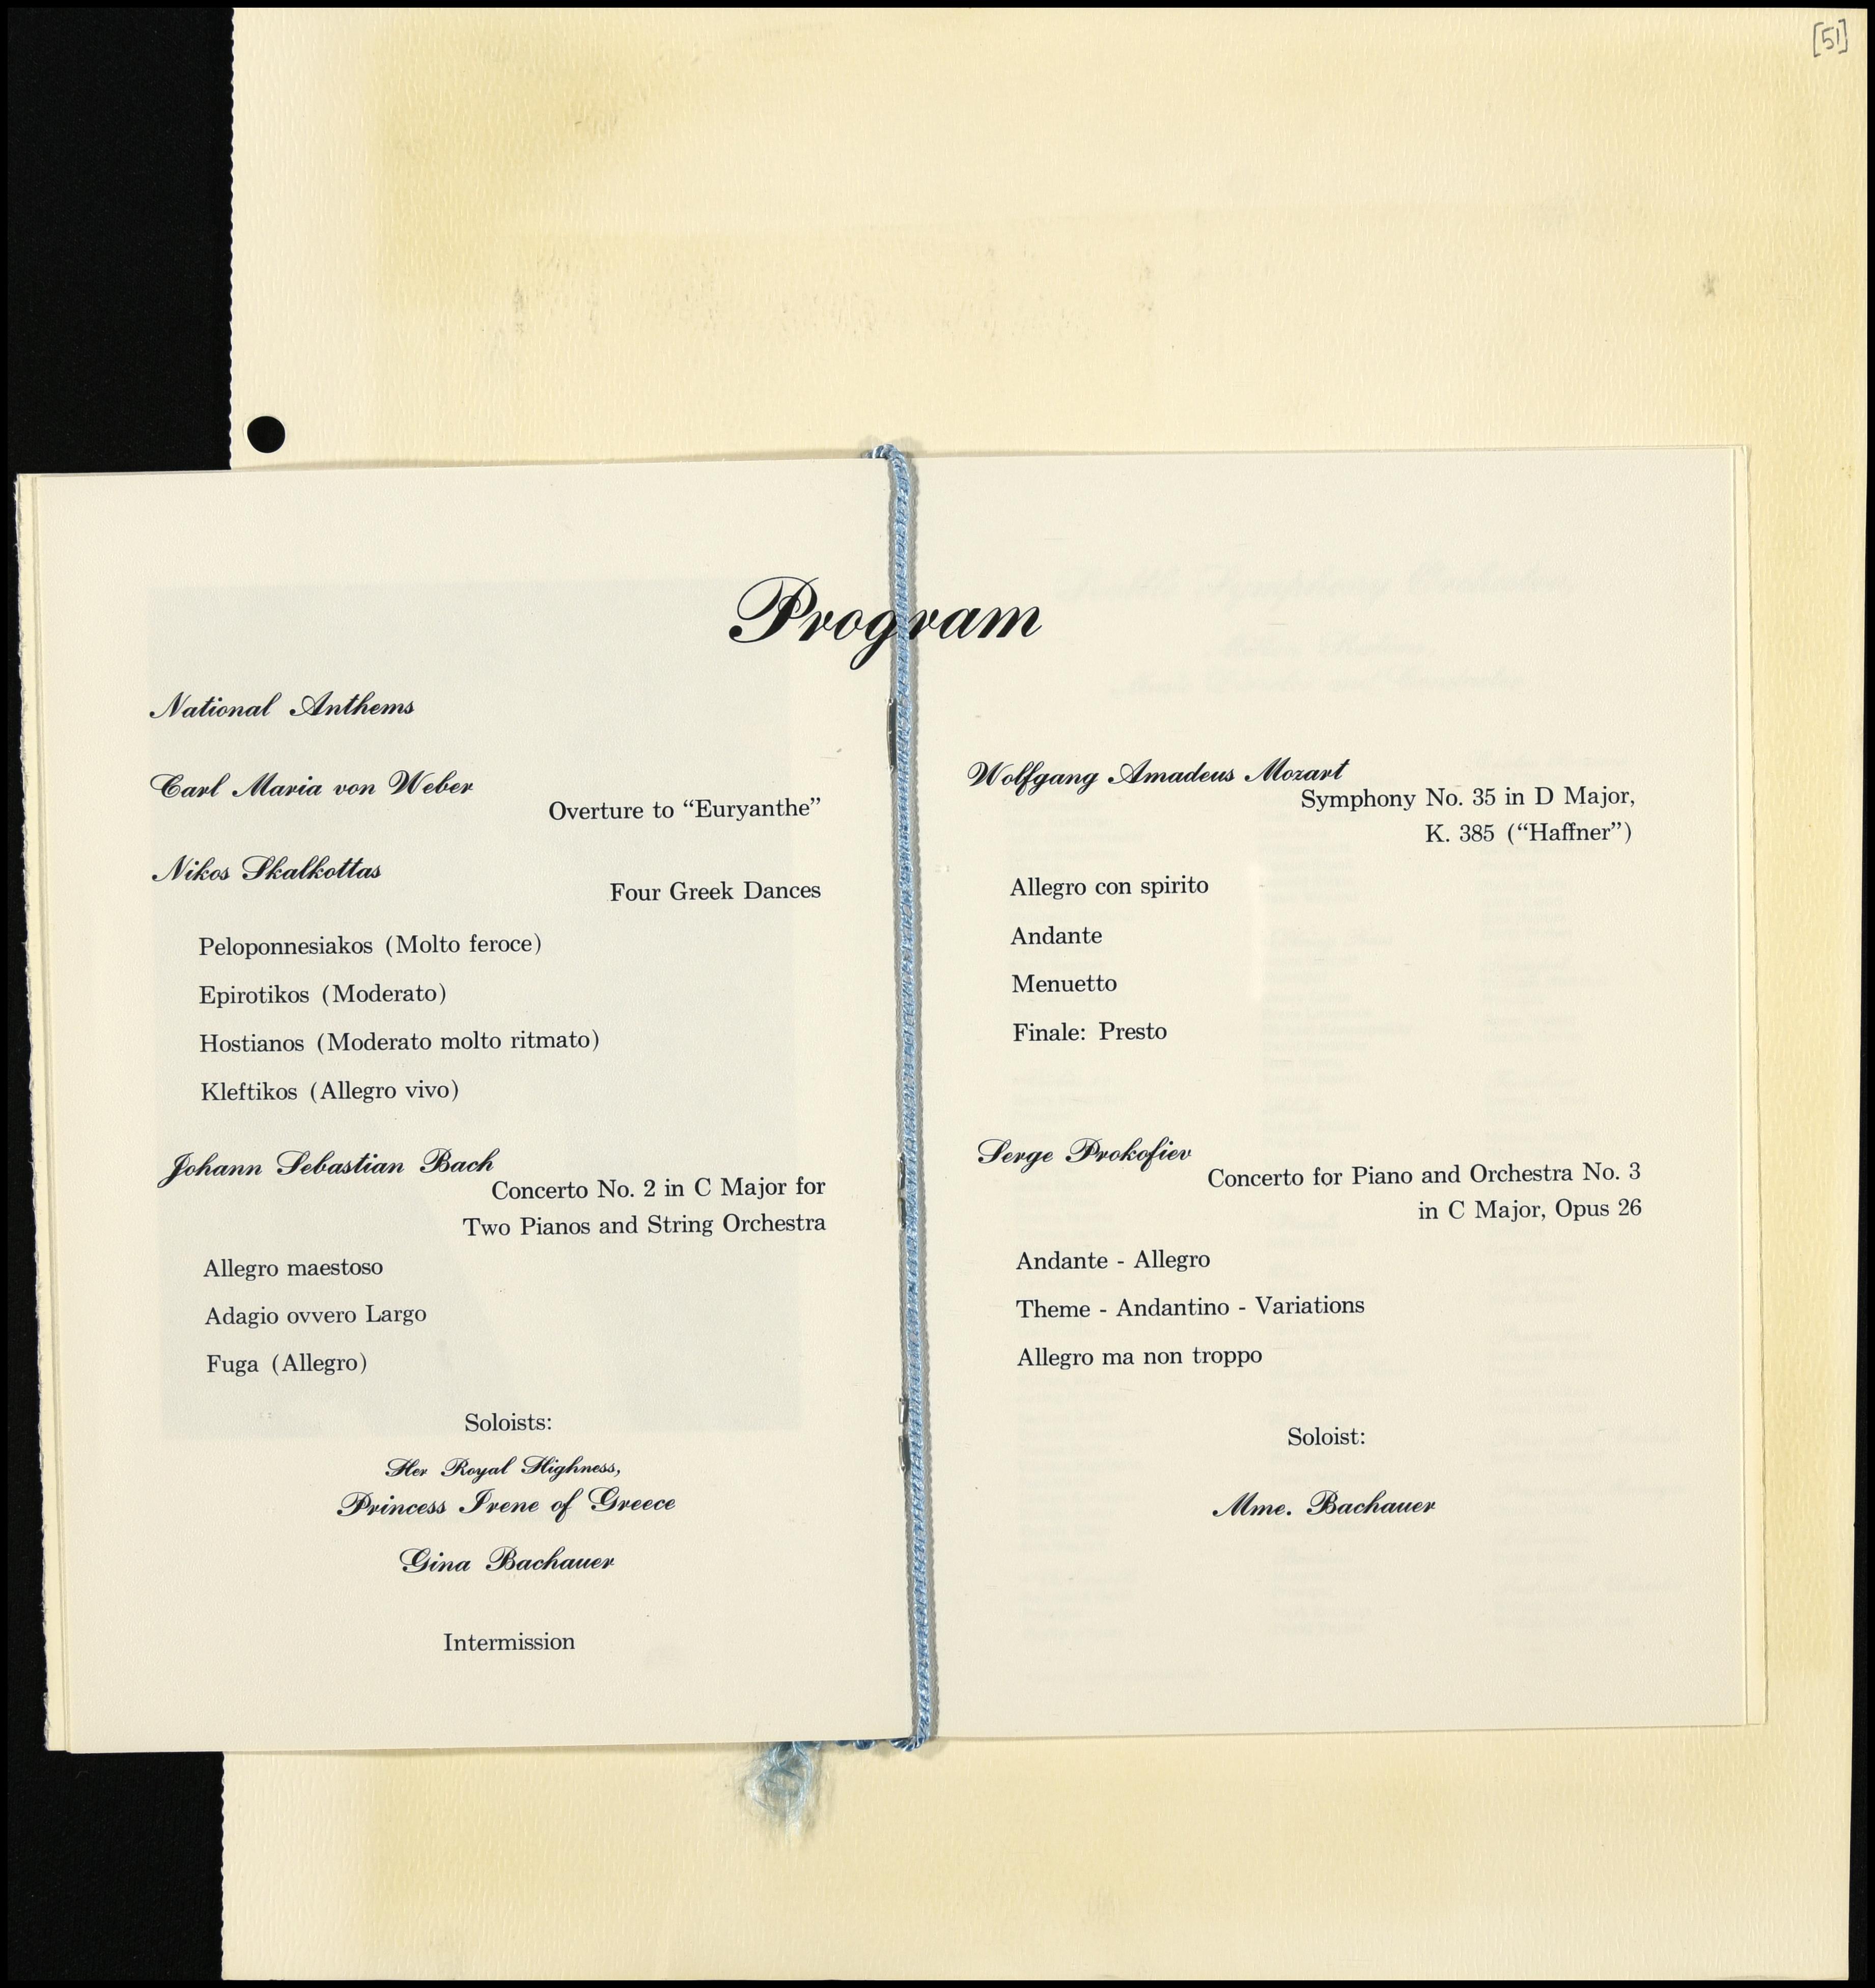 [51]
Program
National Anthems
Carl Maria von Weber
Overture to “Euryanthe”
Nikos Skalkottas
Four Greek Dances
Peloponnesiakos (Molto feroce)
Epirotikos (Moderato)
Hostianos (Moderato molto ritmato)
Kleftikos (Allegro vivo)
Johann Sebastian Bach
Concerto No. 2 in C Major for
Two Pianos and String Orchestra
Allegro maestoso
Adagio ovvero Largo
Fuga (Allegro)
Soloists:
Her Royal Highness,
Princess Irene of Greece
Gina Bachauer
Intermission
Wolfgang Amadeus Mozart
Symphony No. 35 in D Major,
K. 385 (“Haffner”)
Allegro con spirito
Andante
Menuetto
Finale: Presto
Serge Prokofiev
Concerto for Piano and Orchestra No. 3
in C Major, Opus 26
Andante - Allegro
Theme - Andantino - Variations
Allegro ma non troppo
Soloist:
Mme. Bachauer